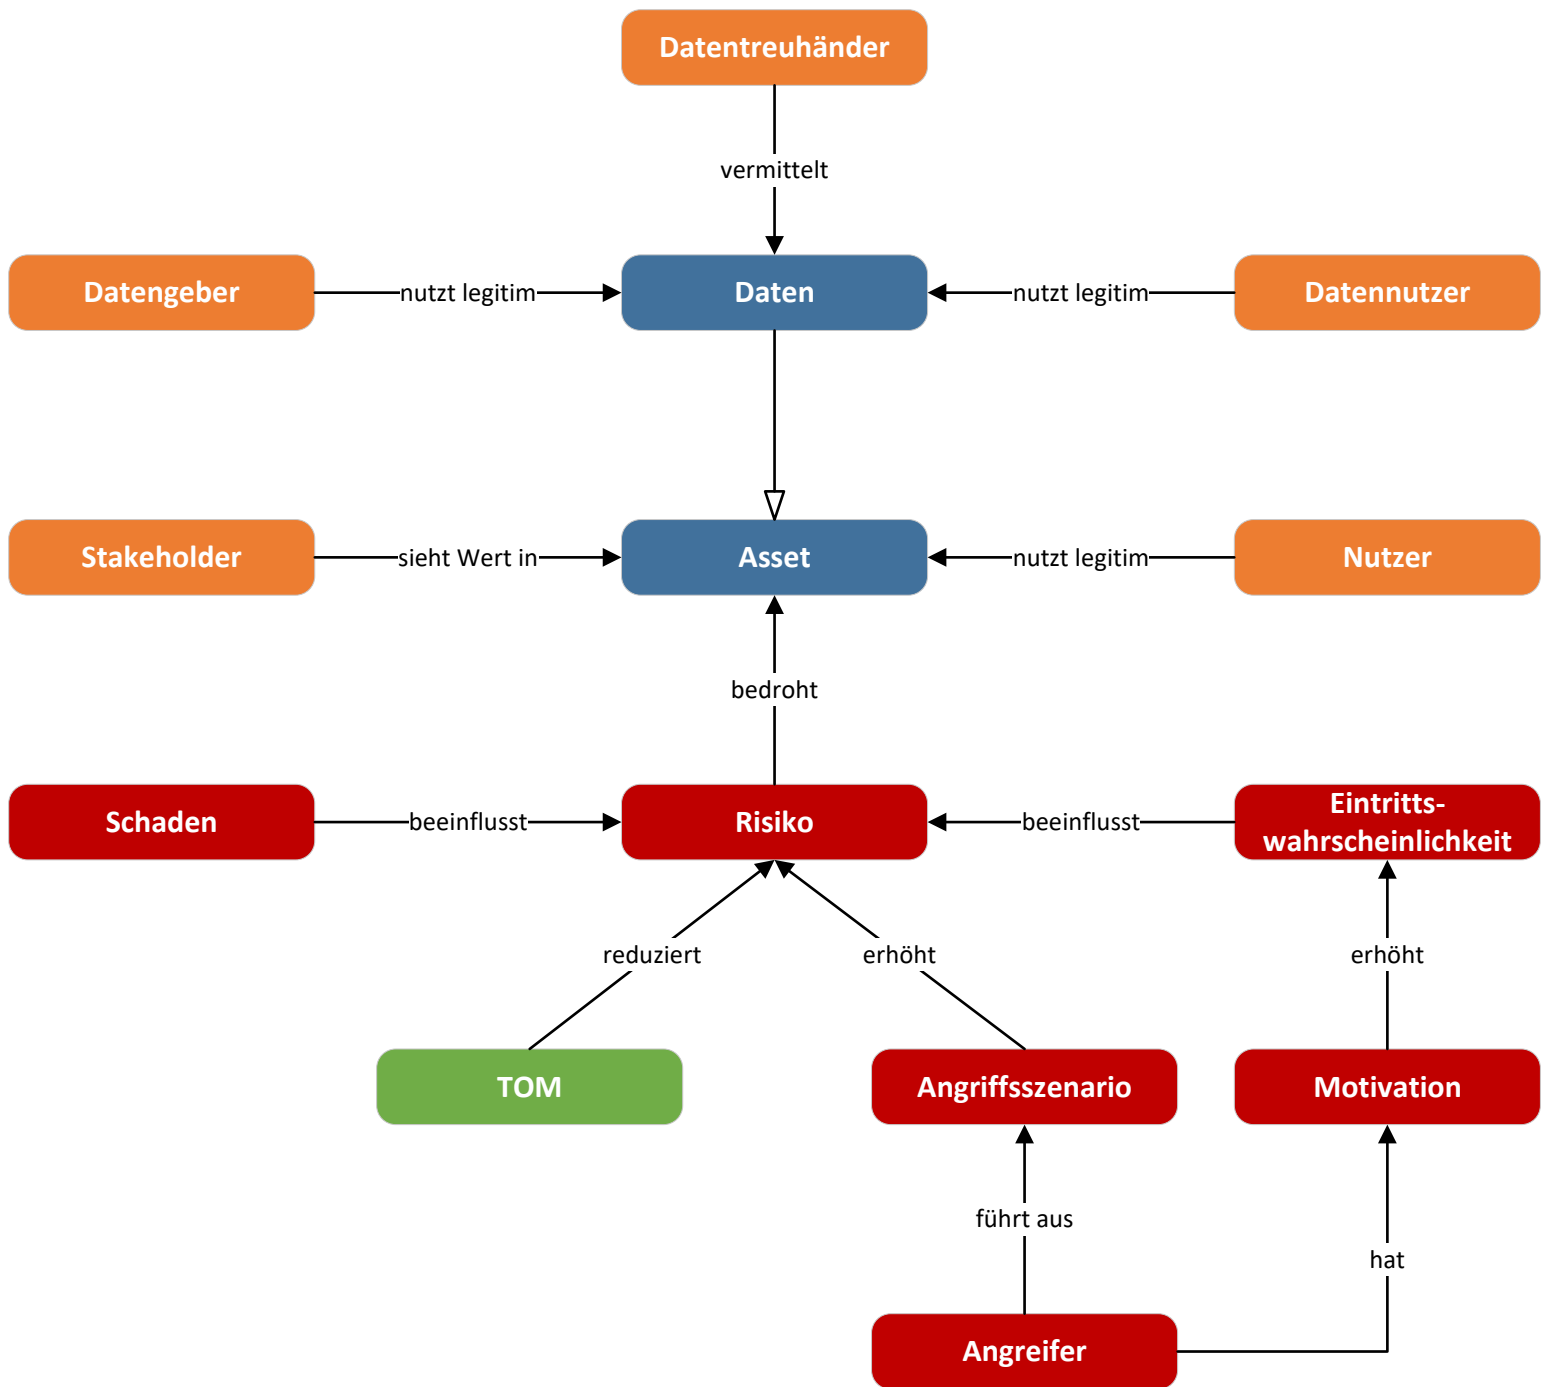 Datentreuhänder
vermittelt
Datengeber
nutzt legitim
Daten
nutzt legitim
Datennutzer
Stakeholder
sieht Wert in
Asset
nutzt legitim
Nutzer
bedroht
Schaden
beeinflusst
Risiko
beeinflusst
Eintritts-
wahrscheinlichkeit
reduziert
erhöht
erhöht
TOM
Angriffsszenario
Motivation
führt aus
hat
Angreifer